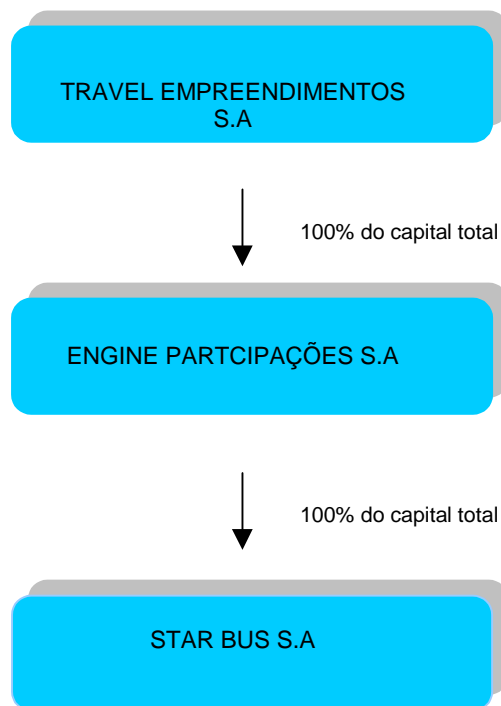 TRAVEL EMPREENDIMENTOS
S.A
100% do capital total
ENGINE PARTCIPAÇÕES S.A
100% do capital total
STAR BUS S.A